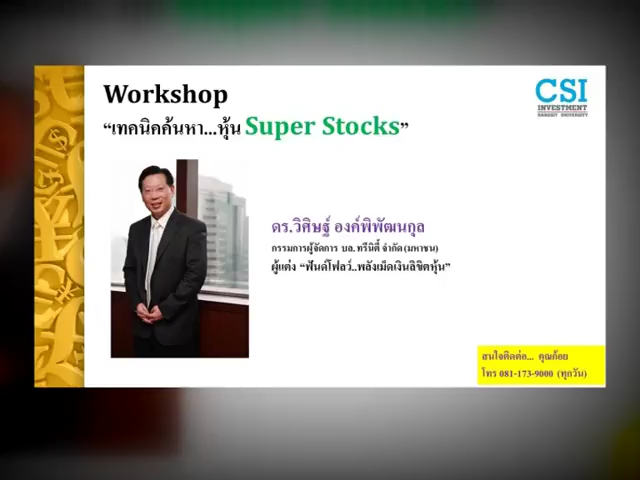 Workshop
“เทคนิคค้นหา...หุ้น Super Stocks”
CSI
INVESTMENT
RANGSIT UNIVERSITY
ดร.วิศิษฐ์ องค์พิพัฒนกุล
กรรมการผู้จัดการ บล. ทรีนีตี้ จำกัด (มหาชน)
ผู้แต่ง “ฟันด์โฟลว์..พลังเม็ดเงินลิขิตหุ้น”
สนใจติดต่อ... คุณก้อย
โทร 081-173-9000 (ทุกวัน)